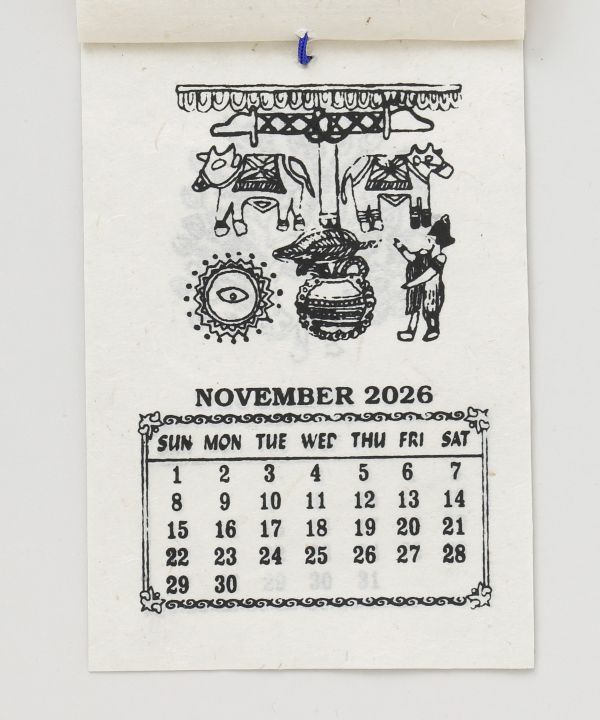 NOVEMBER 2026
SUN MON TUE WED THU FRI SAT
1 2 3 4 5 6 7
8 9 10 11 12 13 14
15 16 17 18 19 20 21
22 23 24 25 26 27 28
29 30